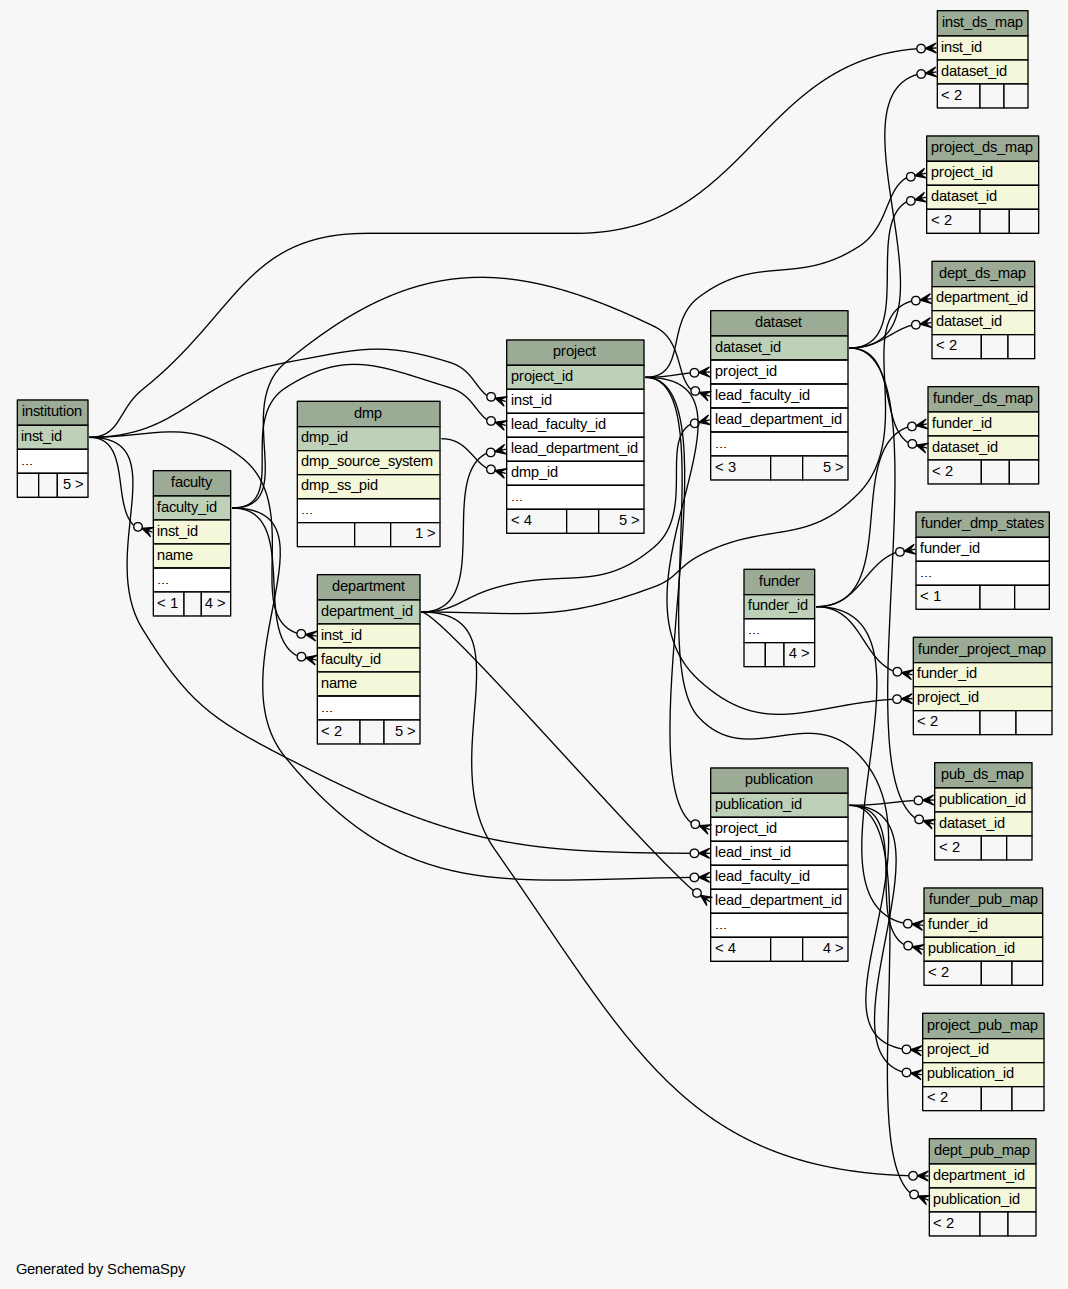 inst_ds_map
inst_id
dataset_id
< 2
project_ds_map
project_id
dataset_id
< 2
dept_ds_map
department_id
dataset_id
< 2
dataset
dataset_id
project_id
lead_faculty_id
lead_department_id
...
< 3 5 >
project
project_id
inst_id
lead_faculty_id
lead_department_id
dmp_id
...
< 4 5 >
funder_ds_map
funder_id
dataset_id
< 2
institution
inst_id
...
5 >
dmp
dmp_id
dmp_source_system
dmp_ss_pid
...
1 >
faculty
faculty_id
inst_id
name
...
< 1 4 >
funder_dmp_states
funder_id
...
< 1
department
department_id
inst_id
faculty_id
name
...
< 2 5 >
funder
funder_id
...
4 >
funder_project_map
funder_id
project_id
< 2
publication
publication_id
project_id
lead_inst_id
lead_faculty_id
lead_department_id
...
< 4 4 >
pub_ds_map
publication_id
dataset_id
< 2
funder_pub_map
funder_id
publication_id
< 2
project_pub_map
project_id
publication_id
< 2
dept_pub_map
department_id
publication_id
< 2
Generated by SchemaSpy